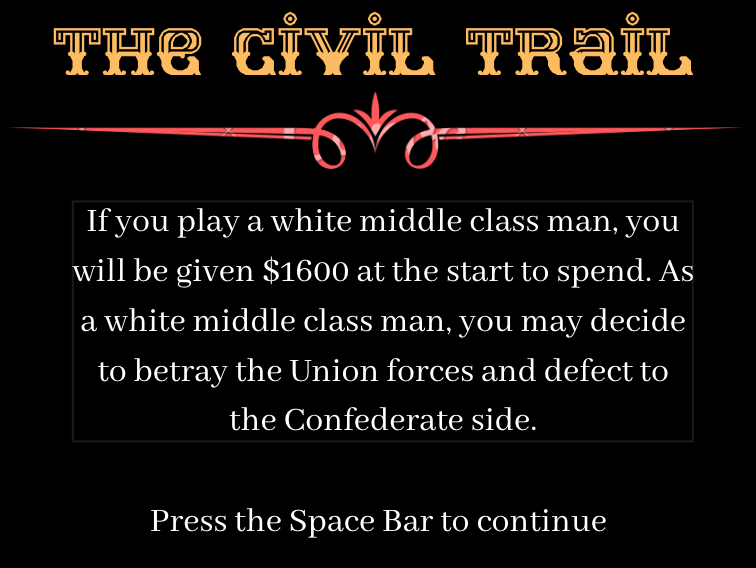 THE CIVIL TRAIL
If you play a white middle class man, you
will be given $1600 at the start to spend. As
a white middle class man, you may decide
to betray the Union forces and defect to
the Confederate side.
Press the Space Bar to continue